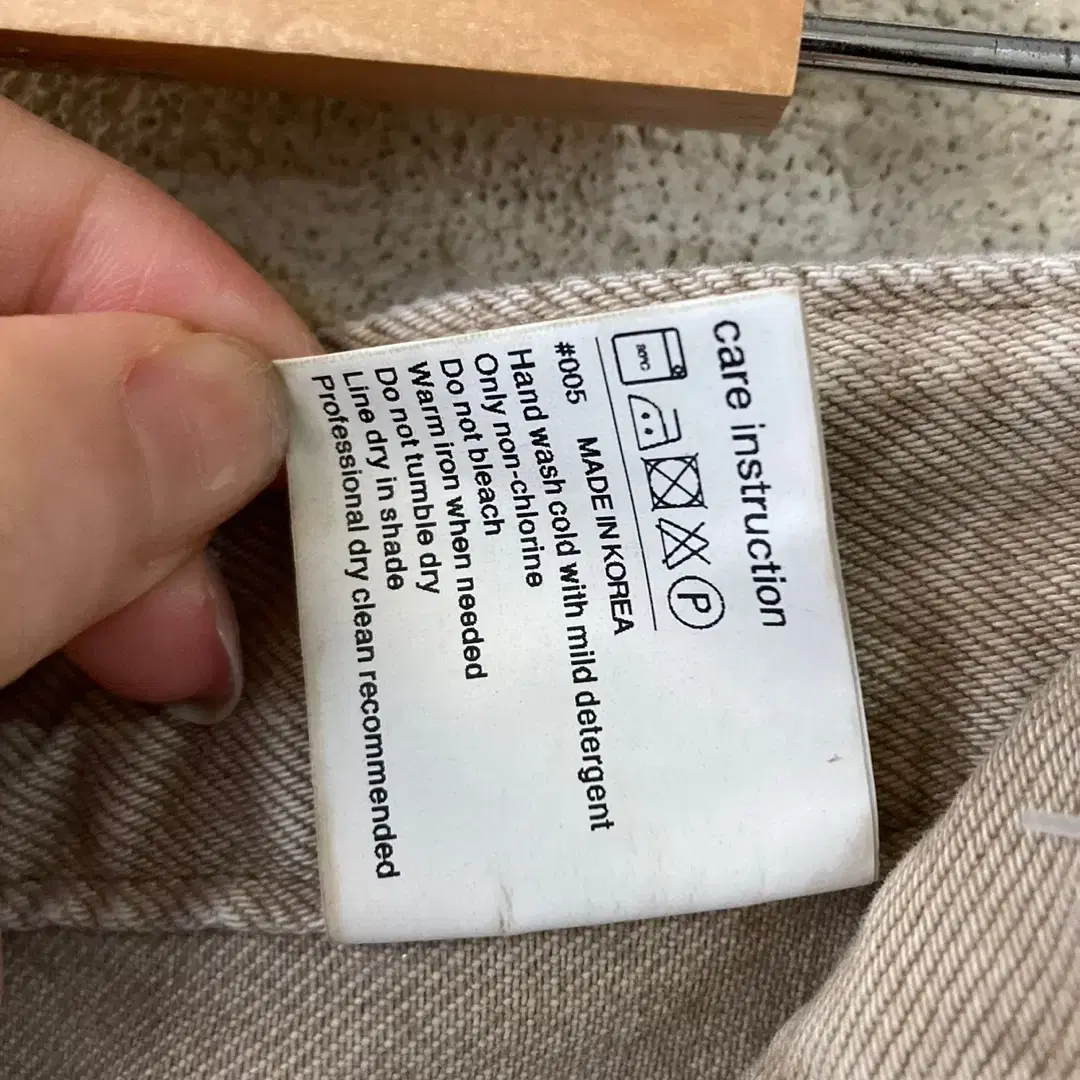 care instruction
30℃ P
#005 MADE IN KOREA
Hand wash cold with mild detergent
Only non-chlorine
Do not bleach
Warm iron when needed
Do not tumble dry
Line dry in shade
Professional dry clean recommended